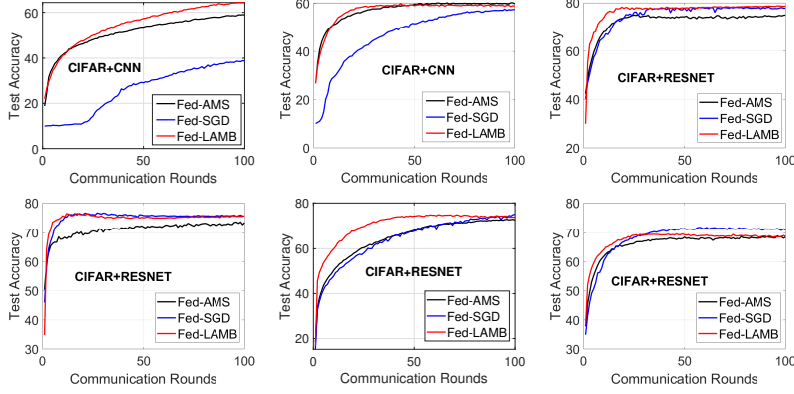 60
40
20
0
1 50 100
Test Accuracy
Communication Rounds
CIFAR+CNN
Fed-AMS
Fed-SGD
Fed-LAMB
60
50
40
30
20
10
0
1 50 100
Test Accuracy
Communication Rounds
CIFAR+CNN
Fed-AMS
Fed-SGD
Fed-LAMB
80
60
40
20
1 50 100
Test Accuracy
Communication Rounds
CIFAR+RESNET
Fed-AMS
Fed-SGD
Fed-LAMB
80
70
60
50
40
30
0 50 100
Test Accuracy
Communication Rounds
CIFAR+RESNET
Fed-AMS
Fed-SGD
Fed-LAMB
80
60
40
20
0 50 100
Test Accuracy
Communication Rounds
CIFAR+RESNET
Fed-AMS
Fed-SGD
Fed-LAMB
80
70
60
50
40
30
0 50 100
Test Accuracy
Communication Rounds
CIFAR+RESNET
Fed-AMS
Fed-SGD
Fed-LAMB